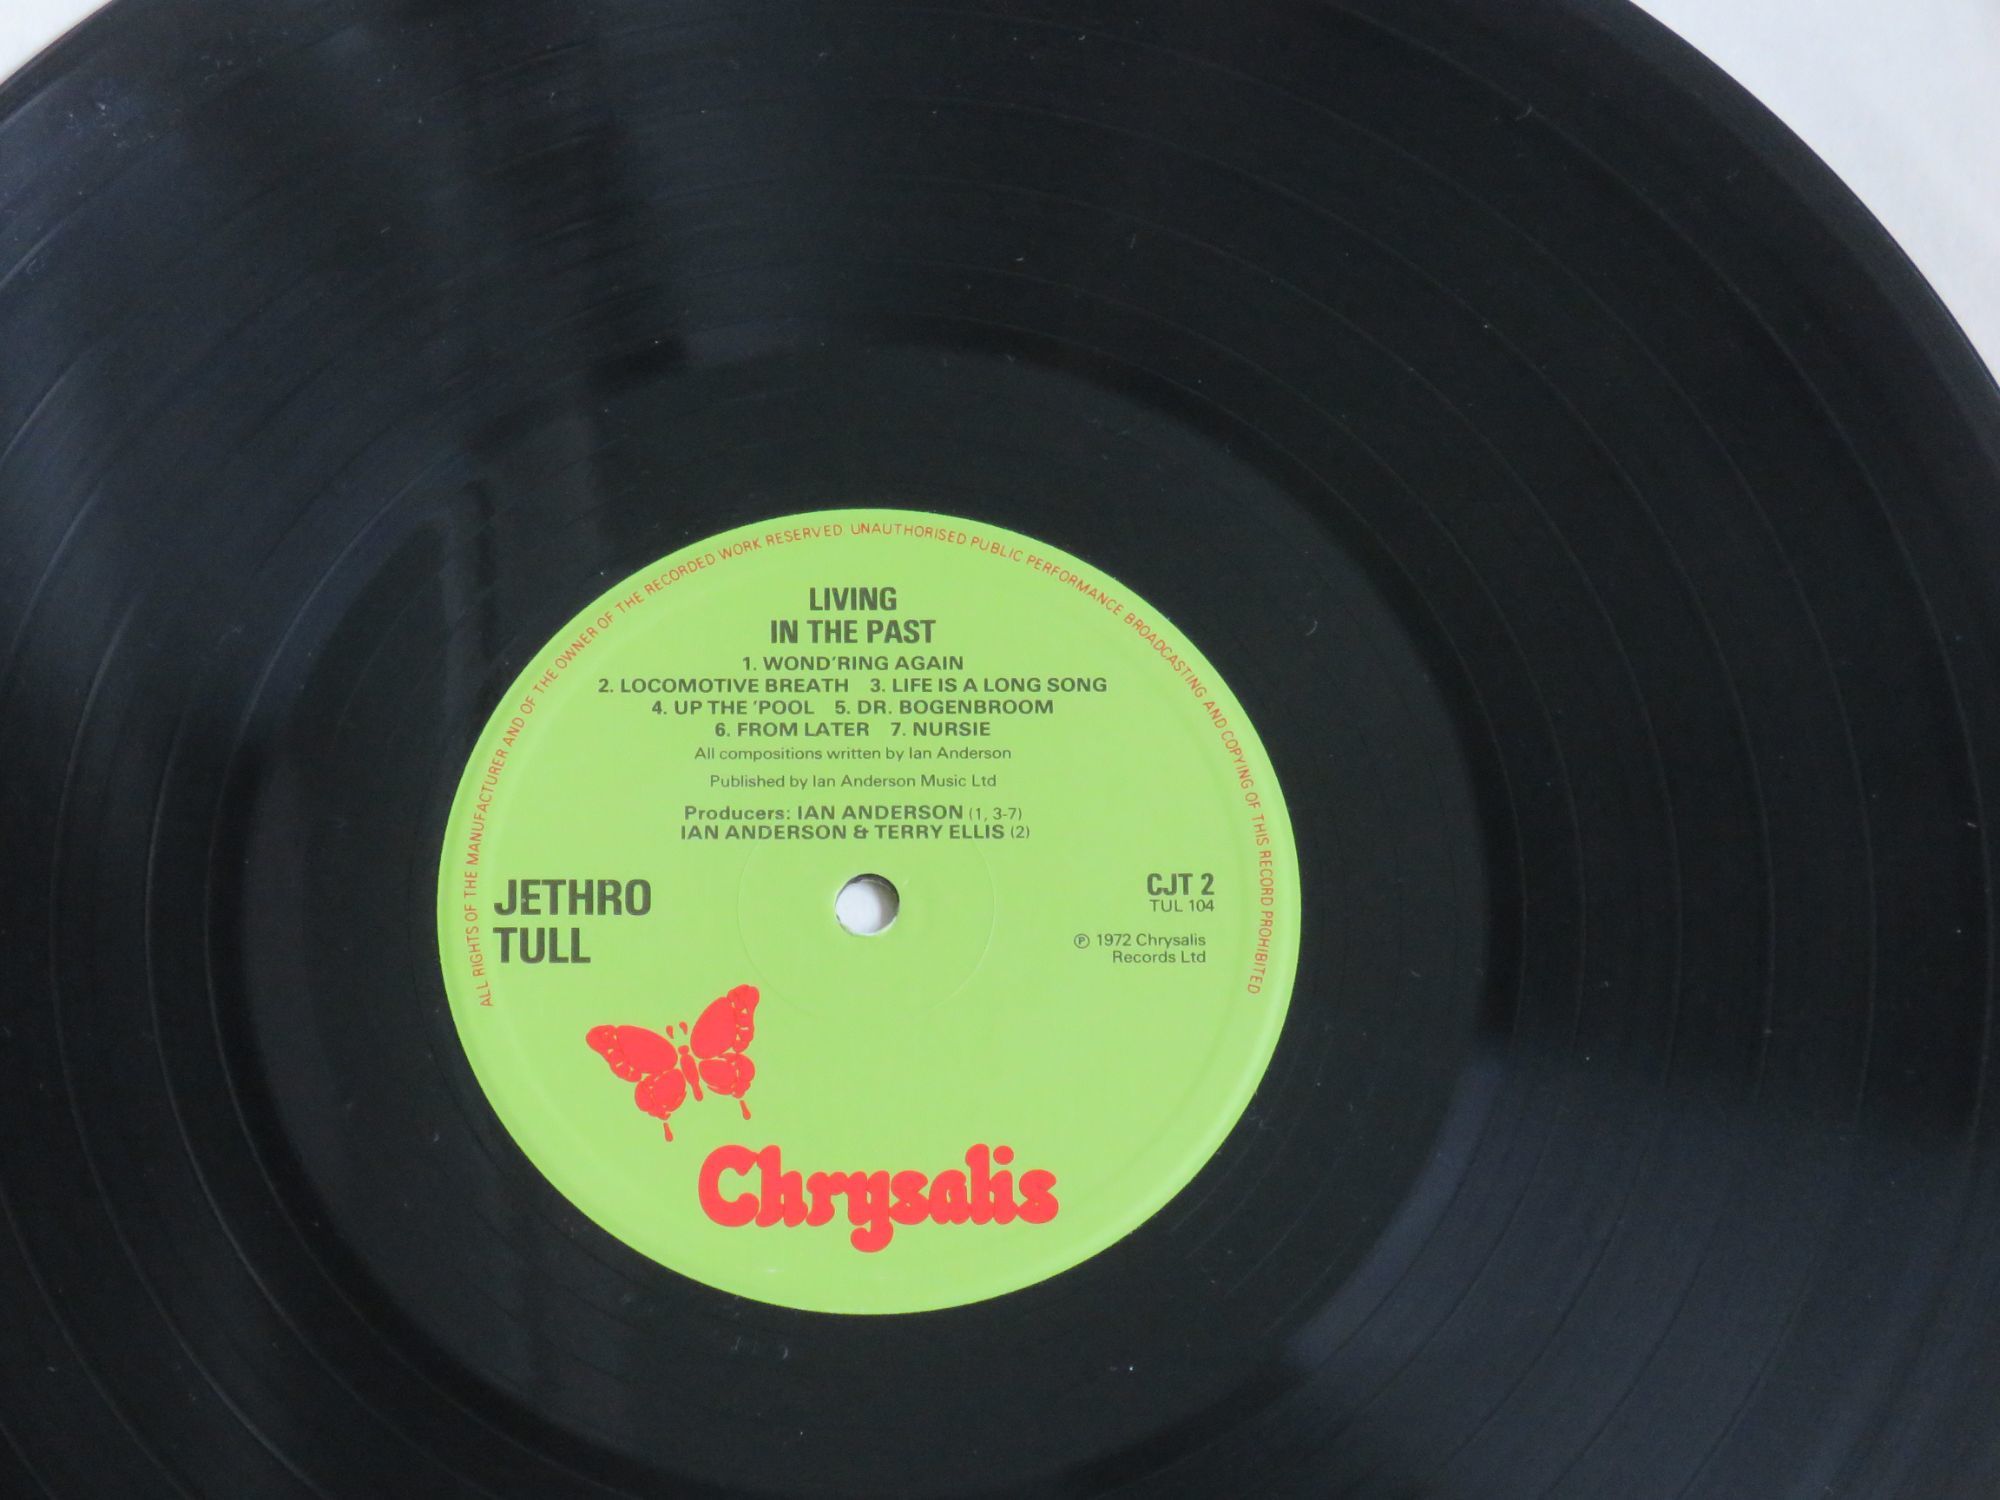 ALL RIGHTS OF THE MANUFACTURER AND OF THE OWNER OF THE RECORDED WORK RESERVED UNAUTHORISED PUBLIC PERFORMANCE BROADCASTING AND COPYING OF THIS RECORD PROHIBITED
LIVING
IN THE PAST
1. WOND'RING AGAIN
2. LOCOMOTIVE BREATH 3. LIFE IS A LONG SONG
4. UP THE 'POOL 5. DR. BOGENBROOM
6. FROM LATER 7. NURSIE
All compositions written by Ian Anderson
Published by Ian Anderson Music Ltd
Producers: IAN ANDERSON (1, 3-7)
IAN ANDERSON & TERRY ELLIS (2)
JETHRO
TULL
CJT 2
TUL 104
℗ 1972 Chrysalis
Records Ltd
Chrysalis